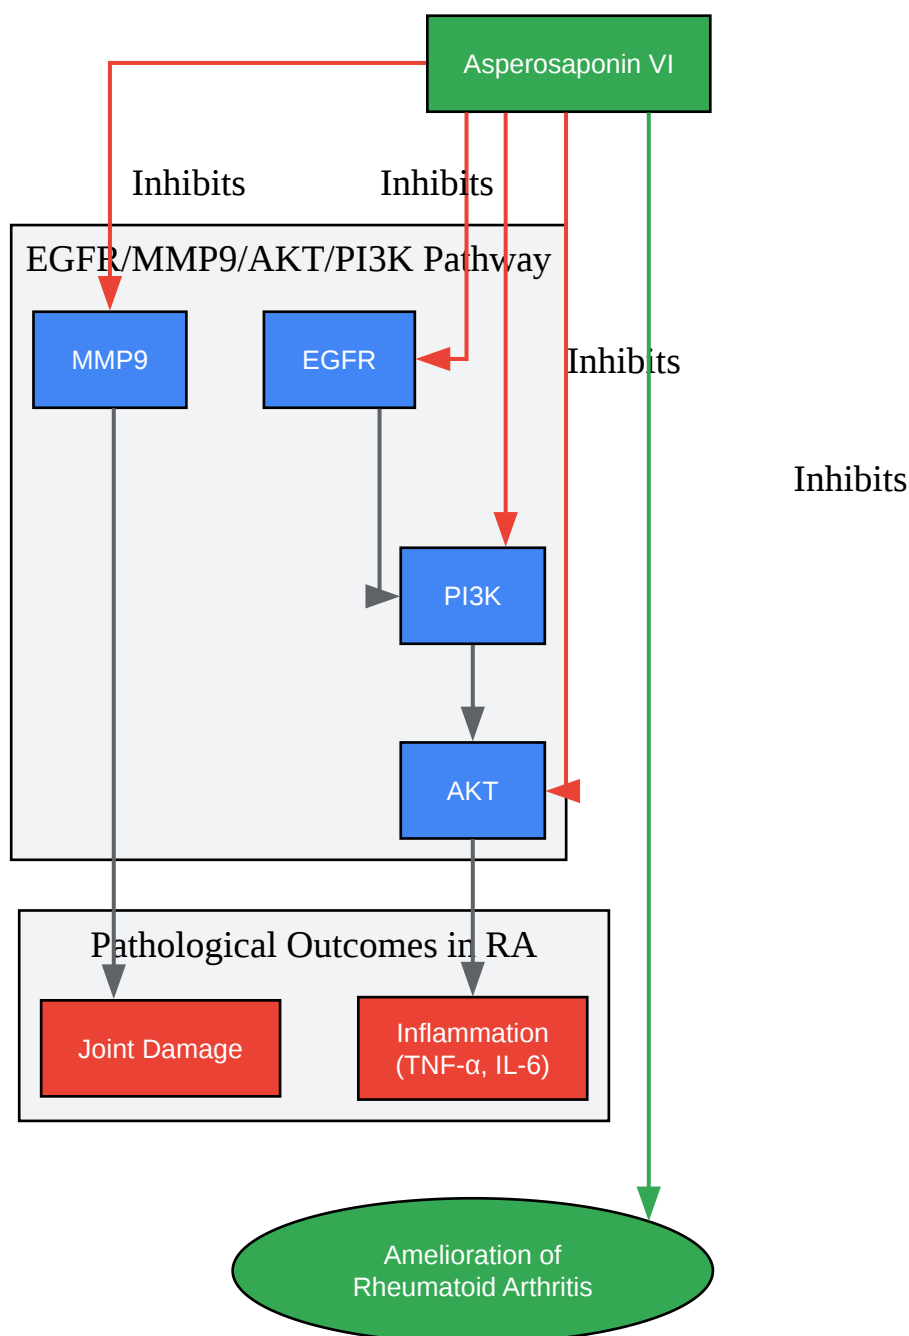 Asperosaponin VI
Inhibits
Inhibits
EGFR/MMP9/AKT/PI3K Pathway
MMP9
EGFR
Inhibits
Inhibits
PI3K
AKT
Pathological Outcomes in RA
Joint Damage
Inflammation
(TNF-α, IL-6)
Amelioration of
Rheumatoid Arthritis